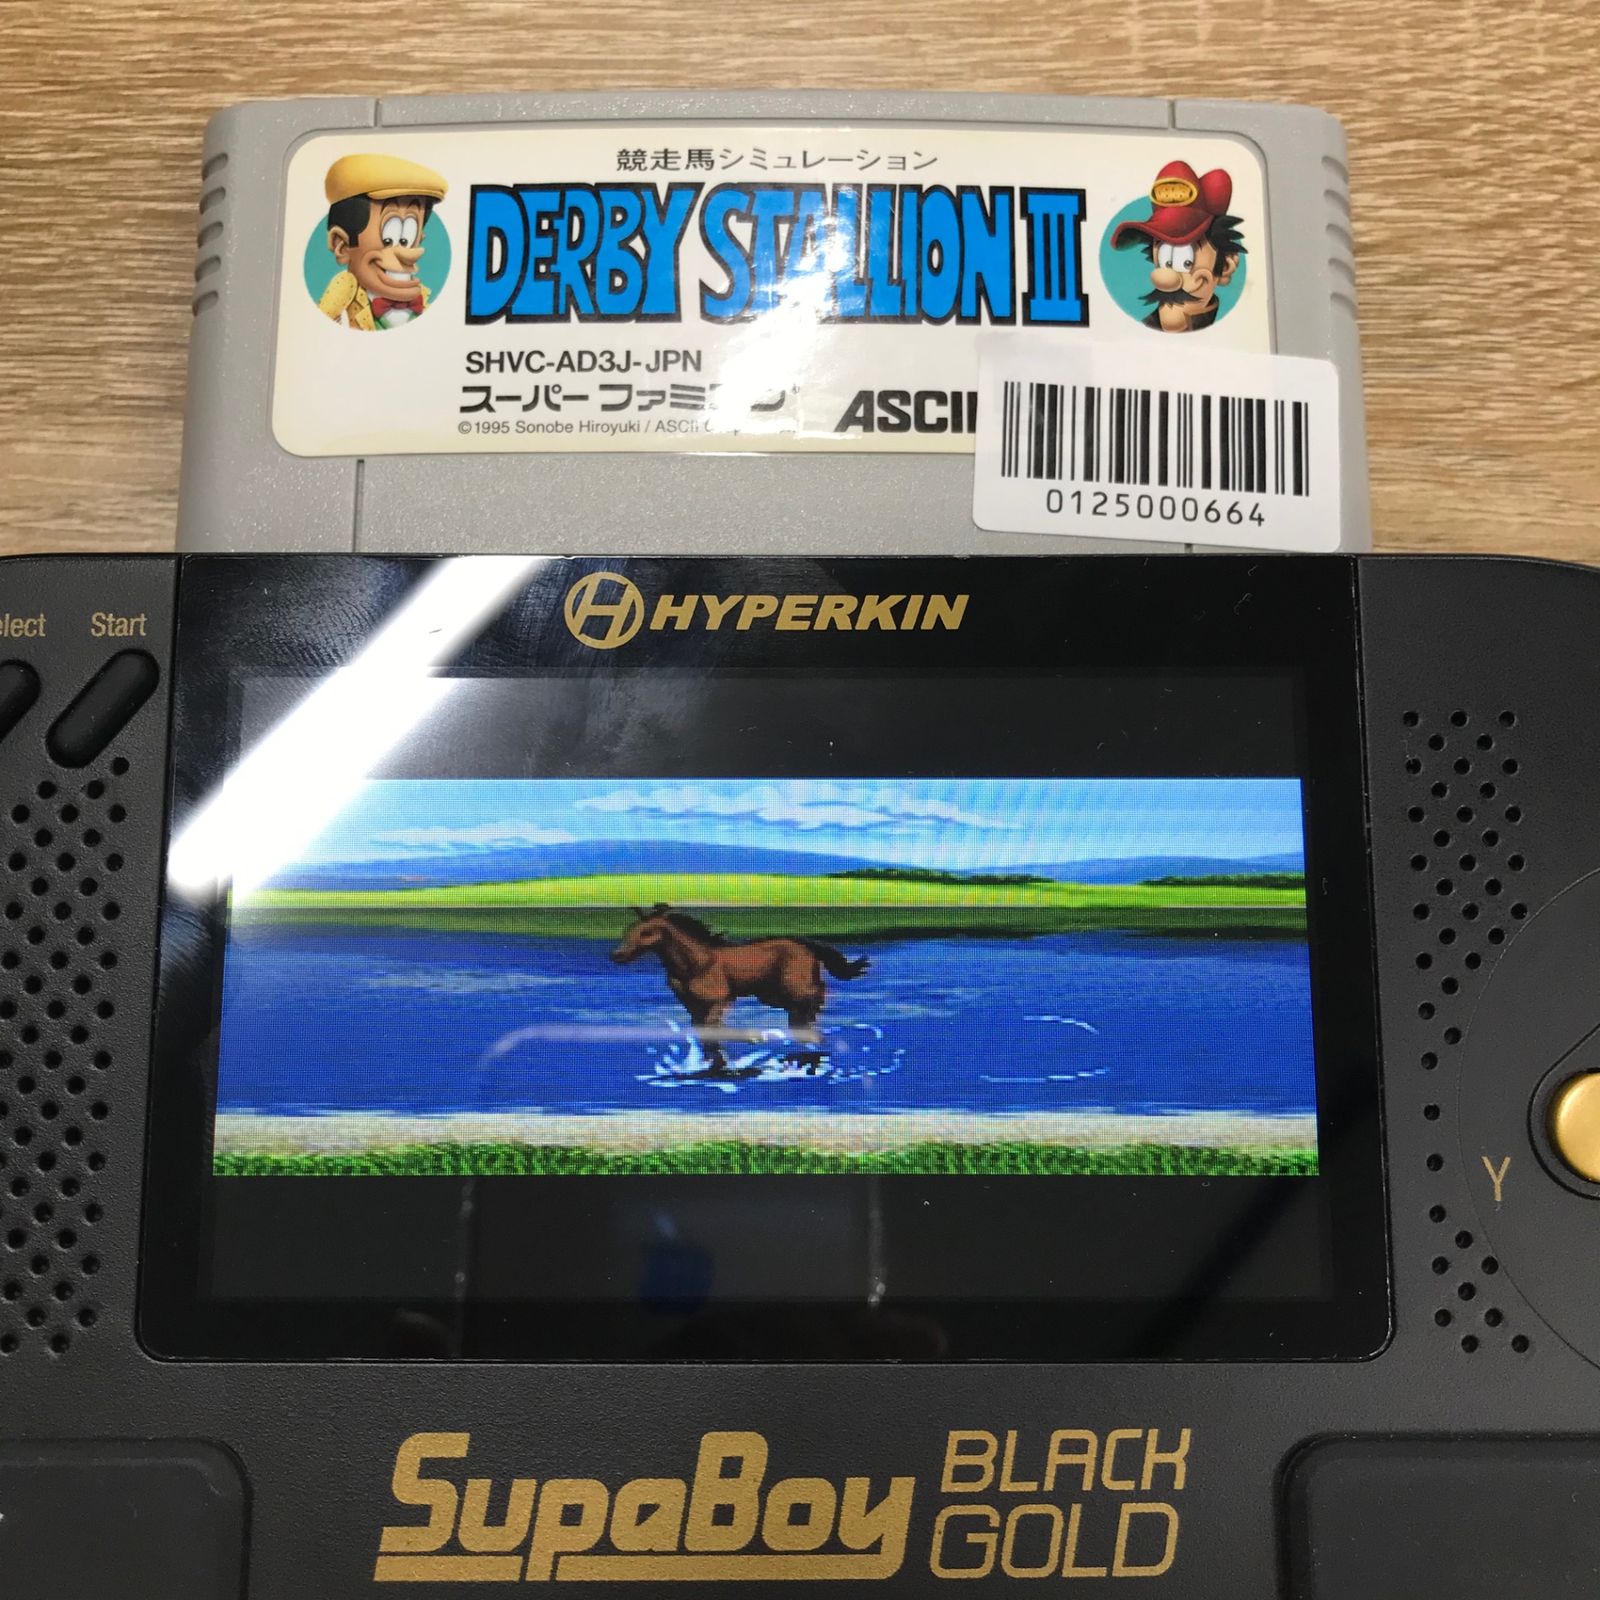 競走馬シミュレーション
DERBY STALLION III
SHVC-AD3J-JPN
スーパーファミコン
©1995 Sonobe Hiroyuki / ASCII
ASCII
0125000664
HYPERKIN
Start
Y
SupaBoy
BLACK
GOLD